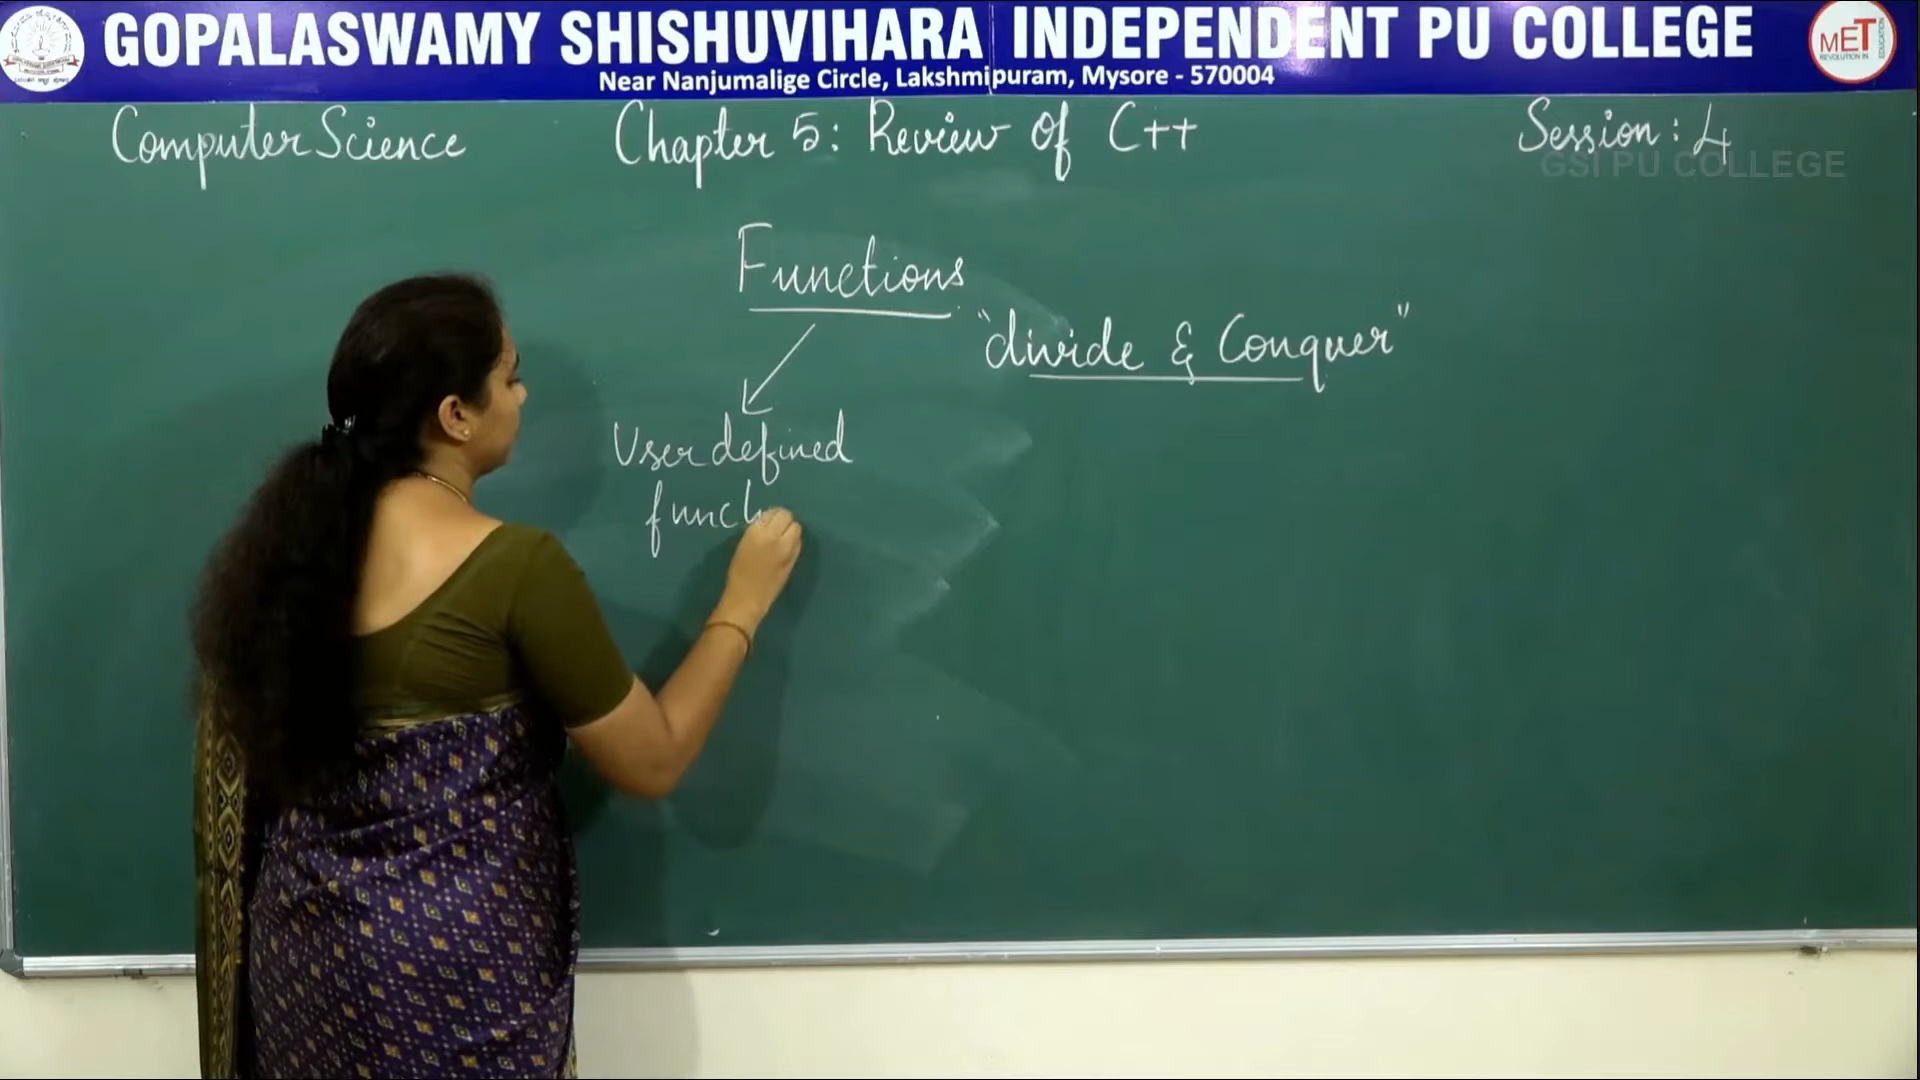 GOPALASWAMY SHISHUVIHARA INDEPENDENT PU COLLEGE
Near Nanjumalige Circle, Lakshmipuram, Mysore - 570004
MET
Computer Science
Chapter 5: Review Of C++
Session: 4
GSI PU COLLEGE
Functions
"divide & Conquer"
User defined